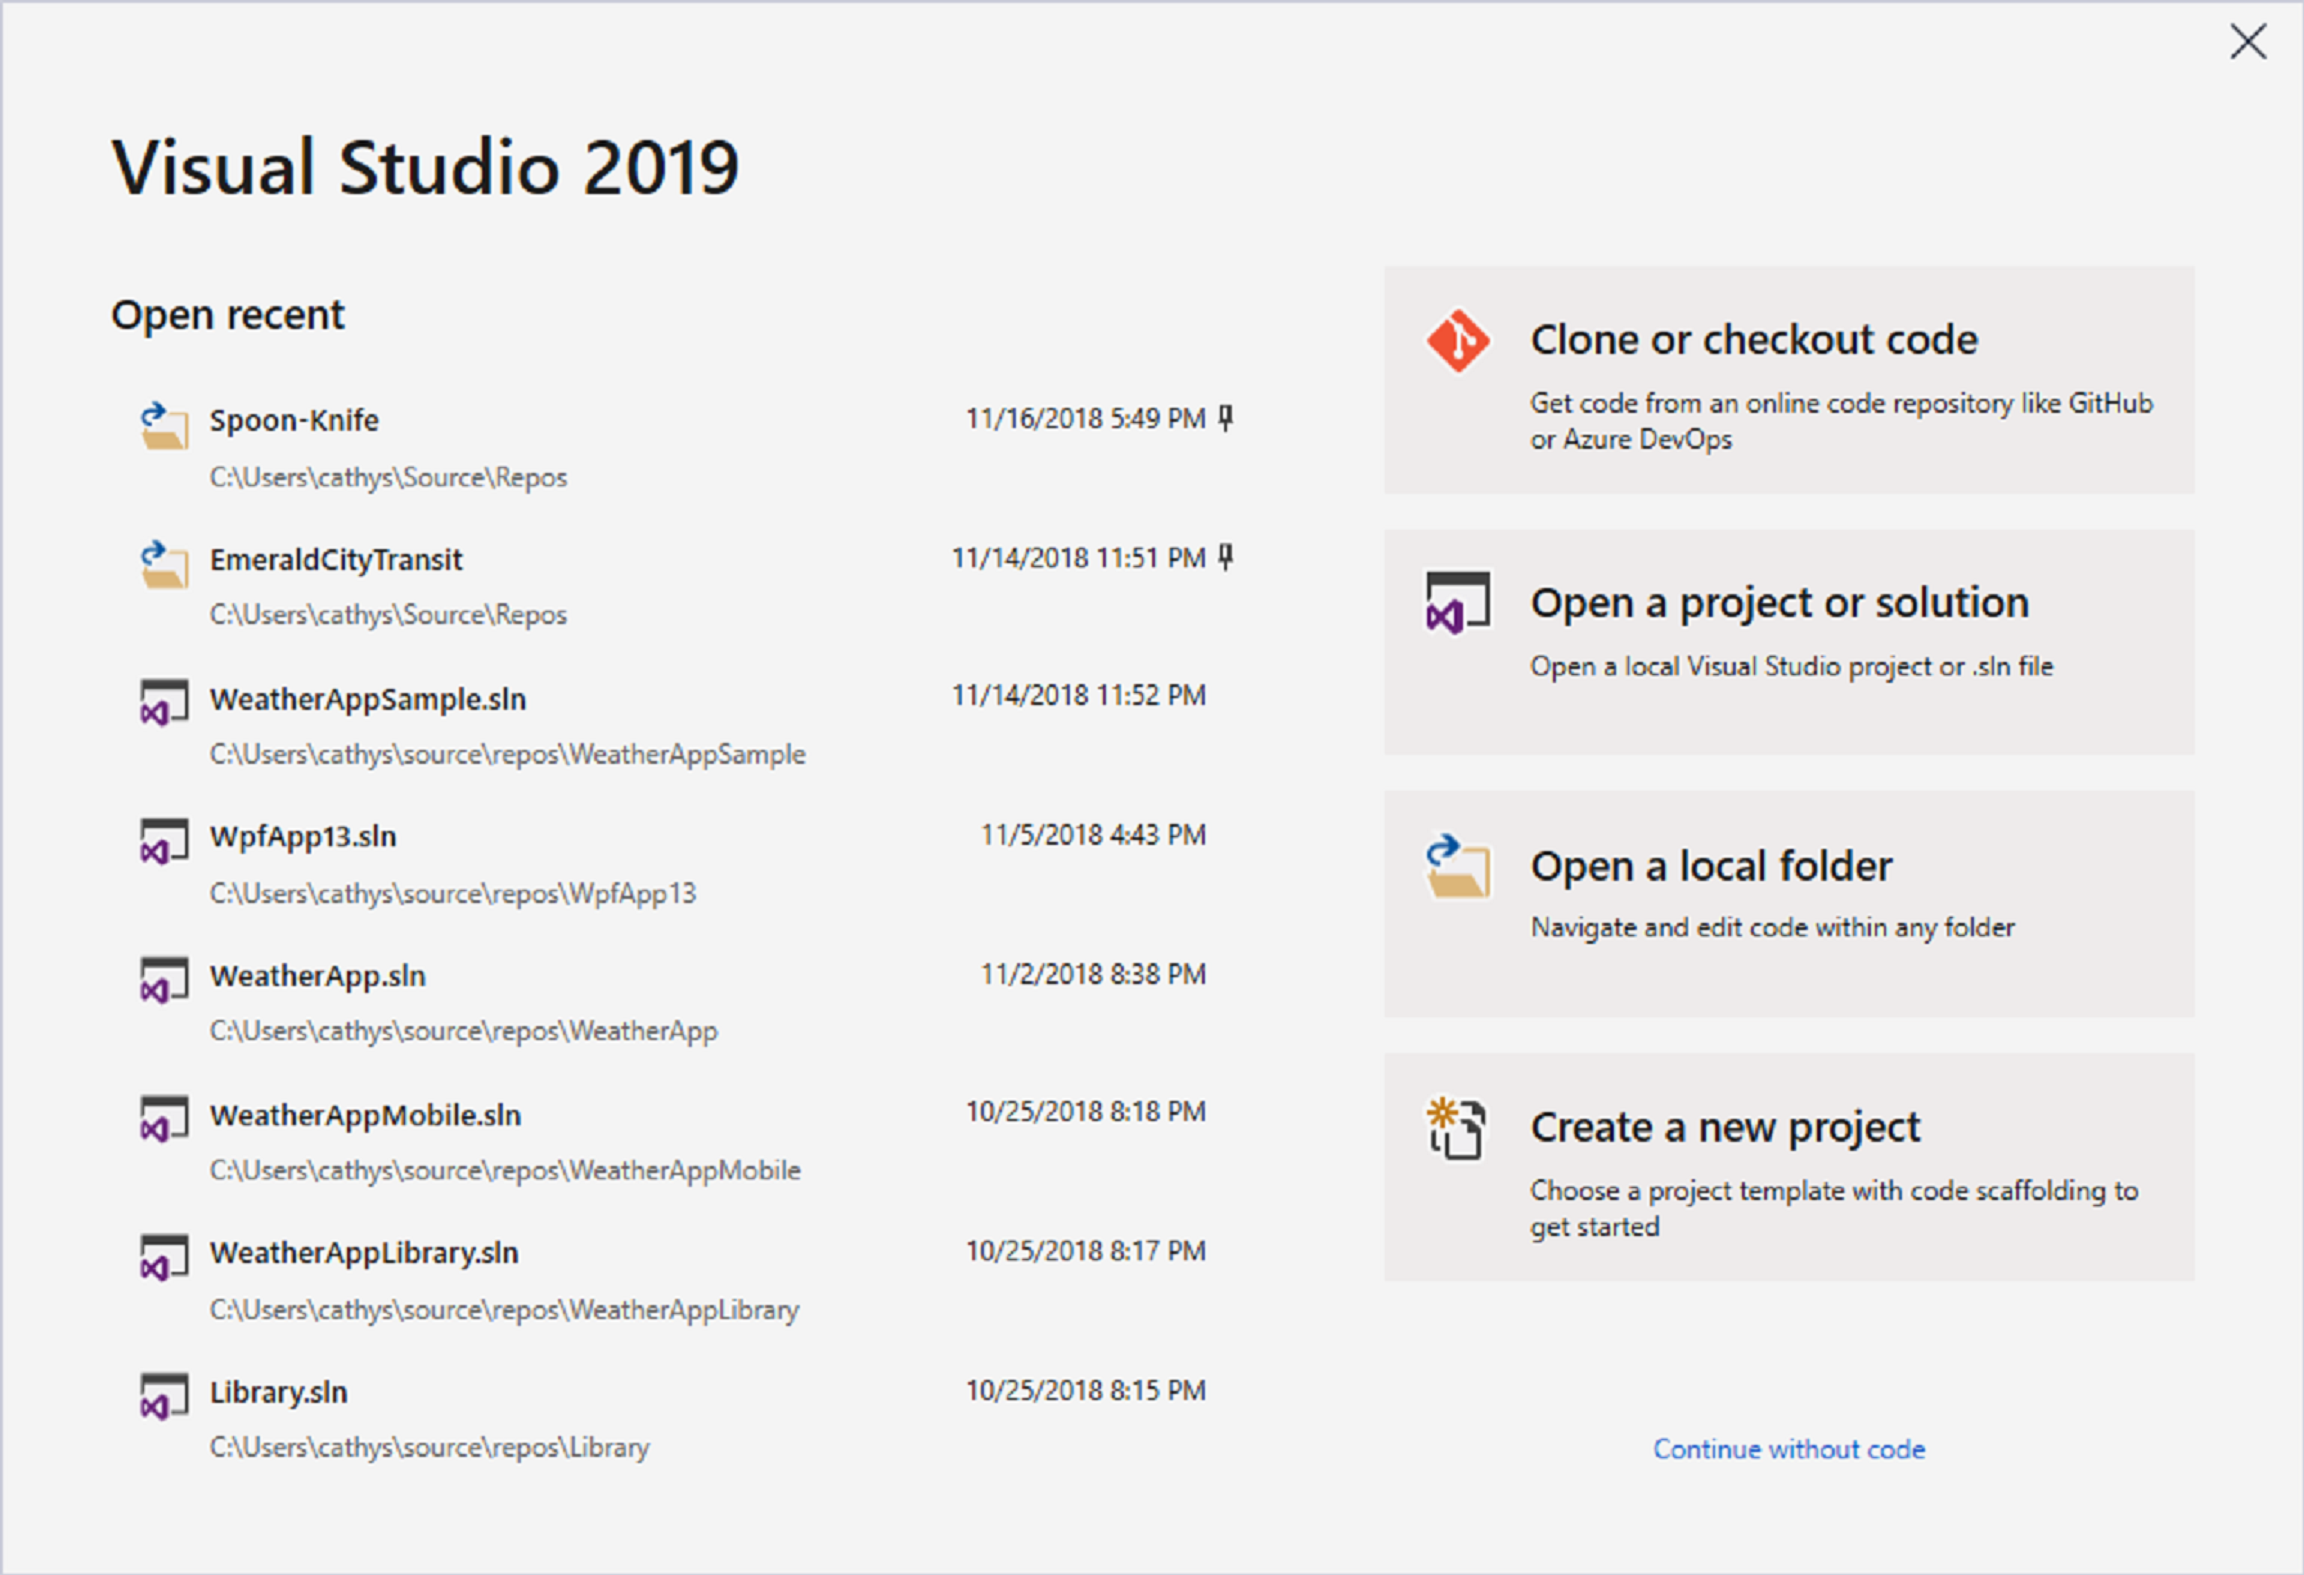 Visual Studio 2019
Open recent
Spoon-Knife
11/16/2018 5:49 PM
C:\Users\cathys\Source\Repos
EmeraldCityTransit
11/14/2018 11:51 PM
C:\Users\cathys\Source\Repos
WeatherAppSample.sln
11/14/2018 11:52 PM
C:\Users\cathys\source\repos\WeatherAppSample
WpfApp13.sln
11/5/2018 4:43 PM
C:\Users\cathys\source\repos\WpfApp13
WeatherApp.sln
11/2/2018 8:38 PM
C:\Users\cathys\source\repos\WeatherApp
WeatherAppMobile.sln
10/25/2018 8:18 PM
C:\Users\cathys\source\repos\WeatherAppMobile
WeatherAppLibrary.sln
10/25/2018 8:17 PM
C:\Users\cathys\source\repos\WeatherAppLibrary
Library.sln
10/25/2018 8:15 PM
C:\Users\cathys\source\repos\Library
Clone or checkout code
Get code from an online code repository like GitHub
or Azure DevOps
Open a project or solution
Open a local Visual Studio project or .sln file
Open a local folder
Navigate and edit code within any folder
Create a new project
Choose a project template with code scaffolding to
get started
Continue without code